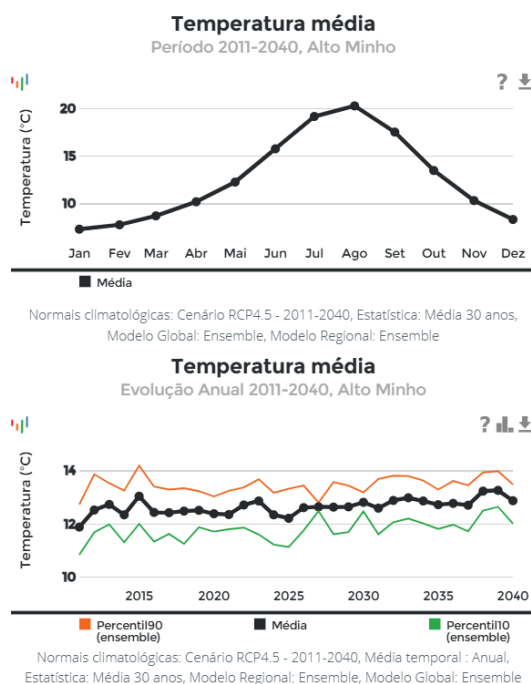 Temperatura média
Período 2011-2040, Alto Minho
?
Temperatura (°C)
20
15
10
Jan Fev Mar Abr Mai Jun Jul Ago Set Out Nov Dez
Média
Normais climatológicas: Cenário RCP4.5 - 2011-2040, Estatística: Média 30 anos,
Modelo Global: Ensemble, Modelo Regional: Ensemble
Temperatura média
Evolução Anual 2011-2040, Alto Minho
?
Temperatura (°C)
14
12
10
2015 2020 2025 2030 2035 2040
Percentil90 Média Percentil10
(ensemble) (ensemble)
Normais climatológicas: Cenário RCP4.5 - 2011-2040, Média temporal : Anual,
Estatística: Média 30 anos, Modelo Regional: Ensemble, Modelo Global: Ensemble